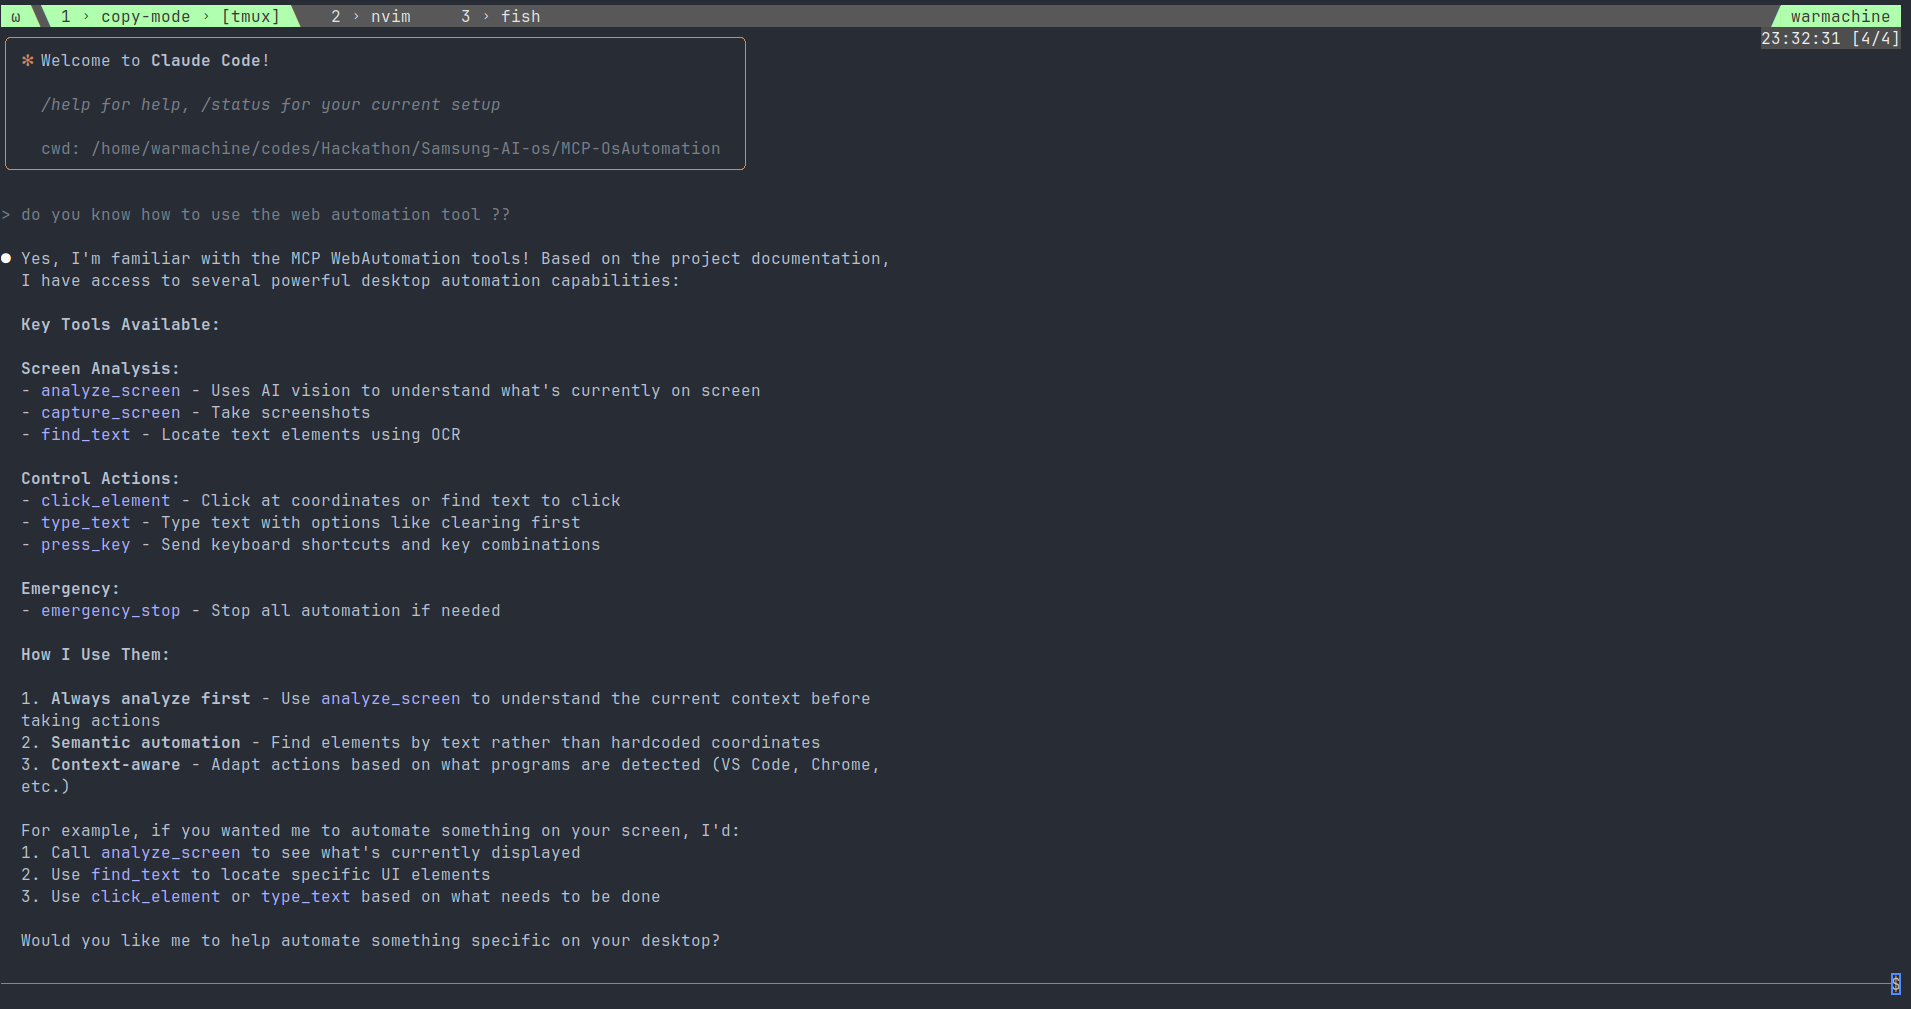 ω 1 › copy-mode › [tmux] 2 › nvim 3 › fish warmachine
23:32:31 [4/4]
✻ Welcome to Claude Code!
/help for help, /status for your current setup
cwd: /home/warmachine/codes/Hackathon/Samsung-AI-os/MCP-OsAutomation
> do you know how to use the web automation tool ??
● Yes, I'm familiar with the MCP WebAutomation tools! Based on the project documentation,
I have access to several powerful desktop automation capabilities:
Key Tools Available:
Screen Analysis:
- analyze_screen - Uses AI vision to understand what's currently on screen
- capture_screen - Take screenshots
- find_text - Locate text elements using OCR
Control Actions:
- click_element - Click at coordinates or find text to click
- type_text - Type text with options like clearing first
- press_key - Send keyboard shortcuts and key combinations
Emergency:
- emergency_stop - Stop all automation if needed
How I Use Them:
1. Always analyze first - Use analyze_screen to understand the current context before
taking actions
2. Semantic automation - Find elements by text rather than hardcoded coordinates
3. Context-aware - Adapt actions based on what programs are detected (VS Code, Chrome,
etc.)
For example, if you wanted me to automate something on your screen, I'd:
1. Call analyze_screen to see what's currently displayed
2. Use find_text to locate specific UI elements
3. Use click_element or type_text based on what needs to be done
Would you like me to help automate something specific on your desktop?
$